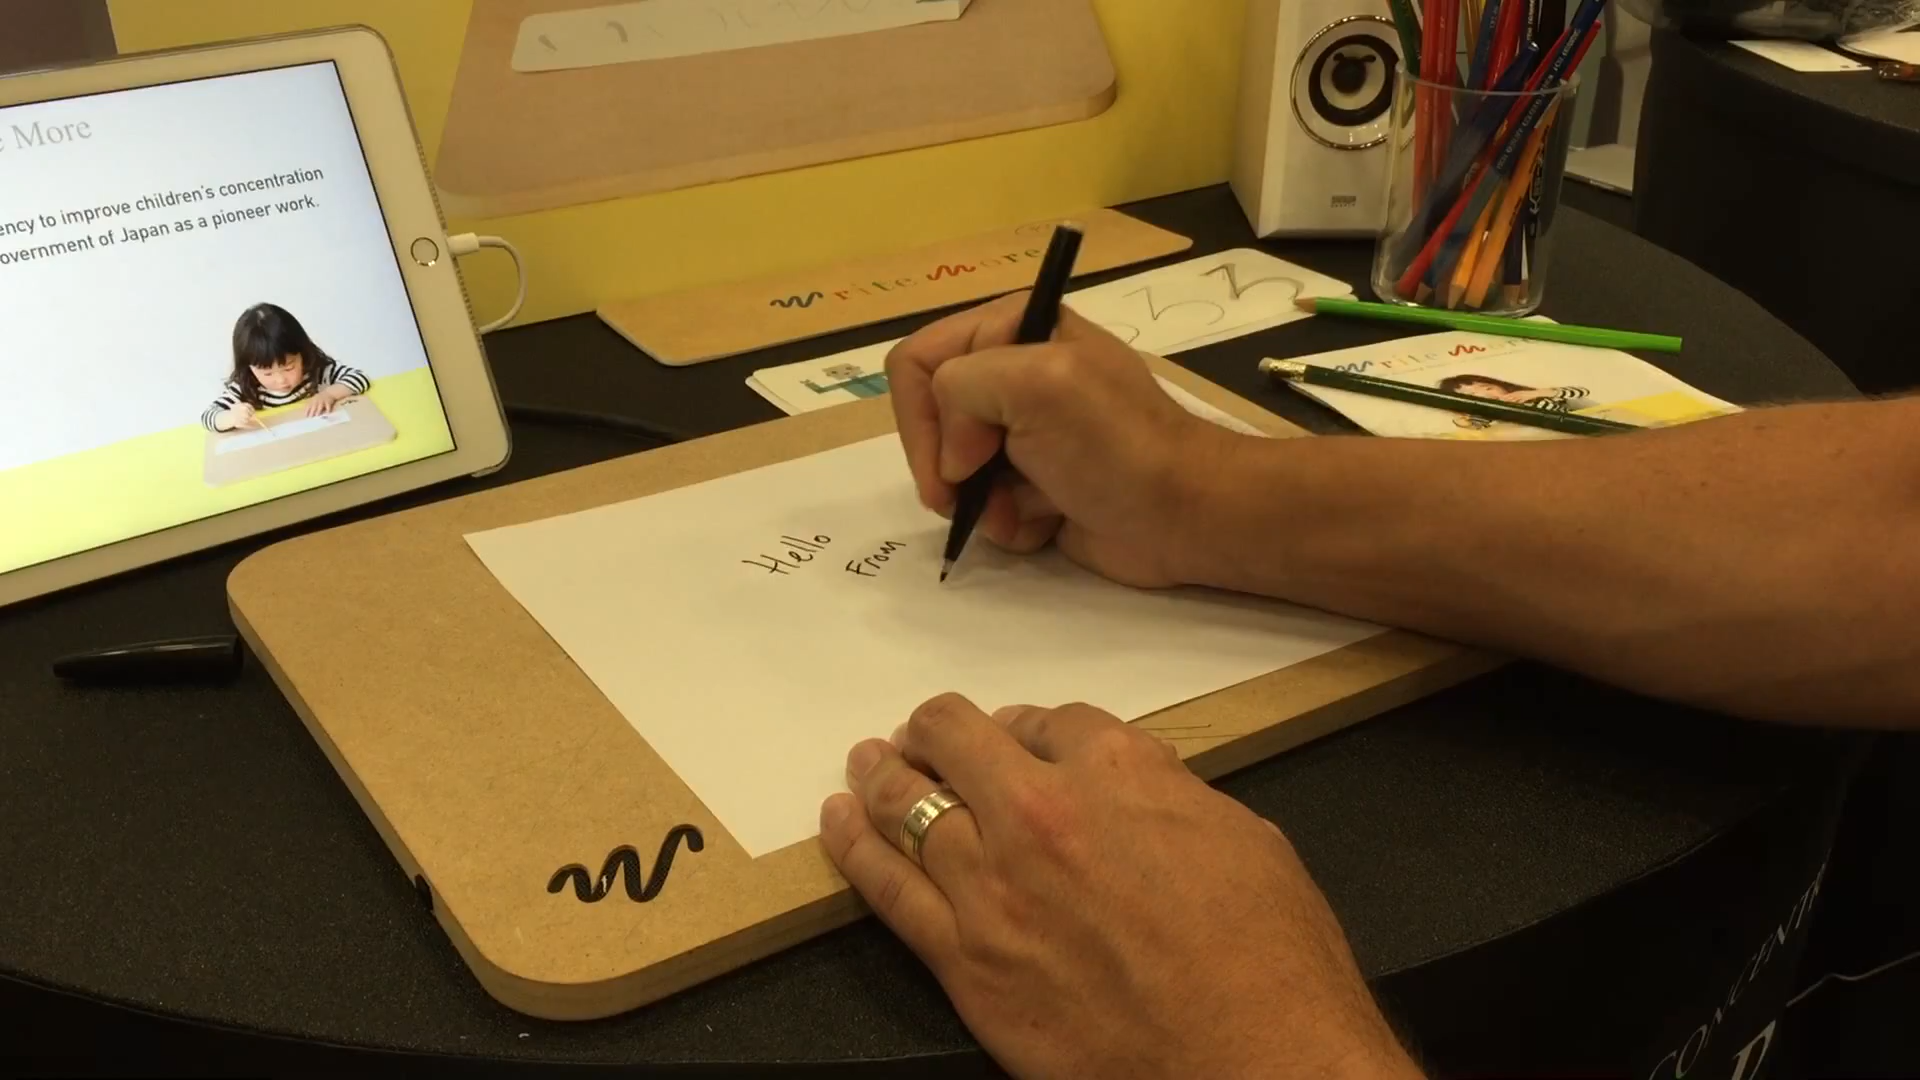 e More
ency to improve children's concentration
overnment of Japan as a pioneer work.
write more
write more
Hello
From